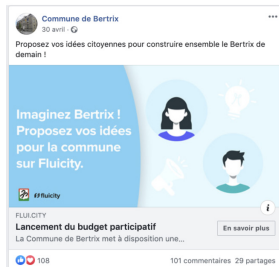 Commune de Bertrix
30 avril ·
Proposez vos idées citoyennes pour construire ensemble le Bertrix de
demain !
Imaginez Bertrix !
Proposez vos idées
pour la commune
sur Fluicity.
fluicity
i
FLUI.CITY
Lancement du budget participatif
La Commune de Bertrix met à disposition une...
En savoir plus
108
101 commentaires 29 partages